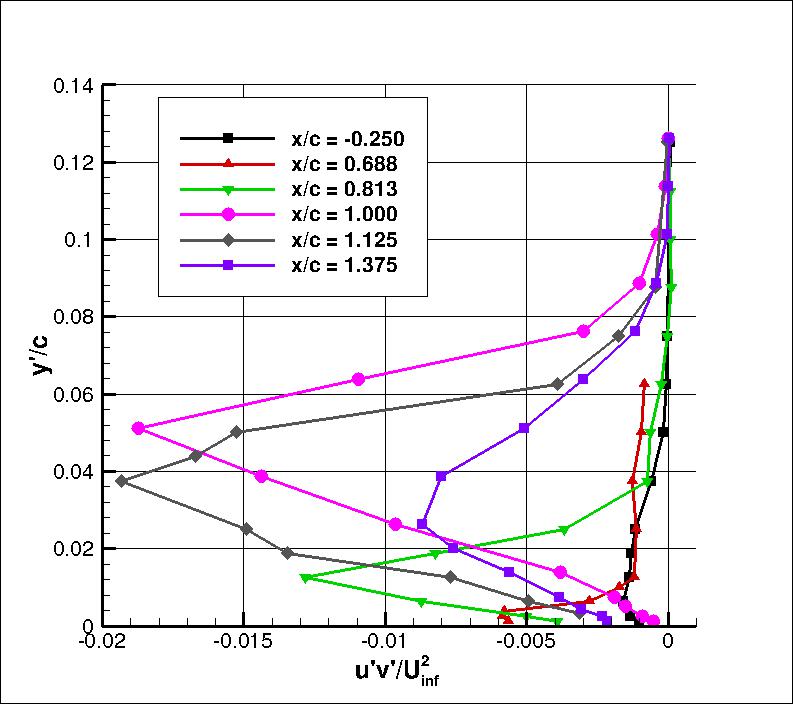 0.14
0.12
0.1
0.08
0.06
0.04
0.02
0
y'/c
x/c = -0.250
x/c = 0.688
x/c = 0.813
x/c = 1.000
x/c = 1.125
x/c = 1.375
-0.02 -0.015 -0.01 -0.005 0
u'v'/U²inf